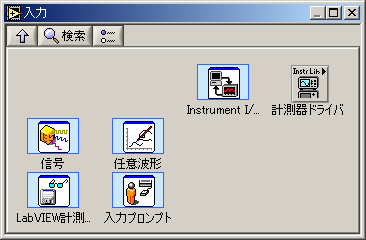 入力
検索
Instr Lib
Instrument I/... 計測器ドライバ
信号 任意波形
LabVIEW計測... 入力プロンプト